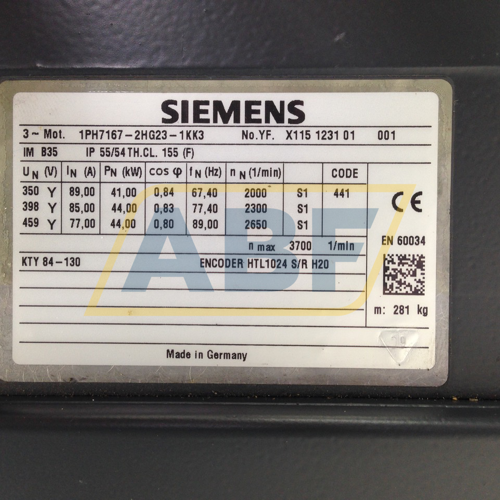 SIEMENS
3~ Mot. 1PH7167-2HG23-1KK3 No.YF. X115 1231 01 001
IM B35 IP 55/54 TH.CL. 155 (F)
UN (V) IN (A) PN (kW) cos φ fN (Hz) nN (1/min) CODE
350 Y 89,00 41,00 0,84 67,40 2000 S1 441
398 Y 85,00 44,00 0,83 77,40 2300 S1
459 Y 77,00 44,00 0,80 89,00 2650 S1
CE
n max 3700 1/min
EN 60034
KTY 84-130 ENCODER HTL1024 S/R H20
m: 281 kg
Made in Germany
ABF